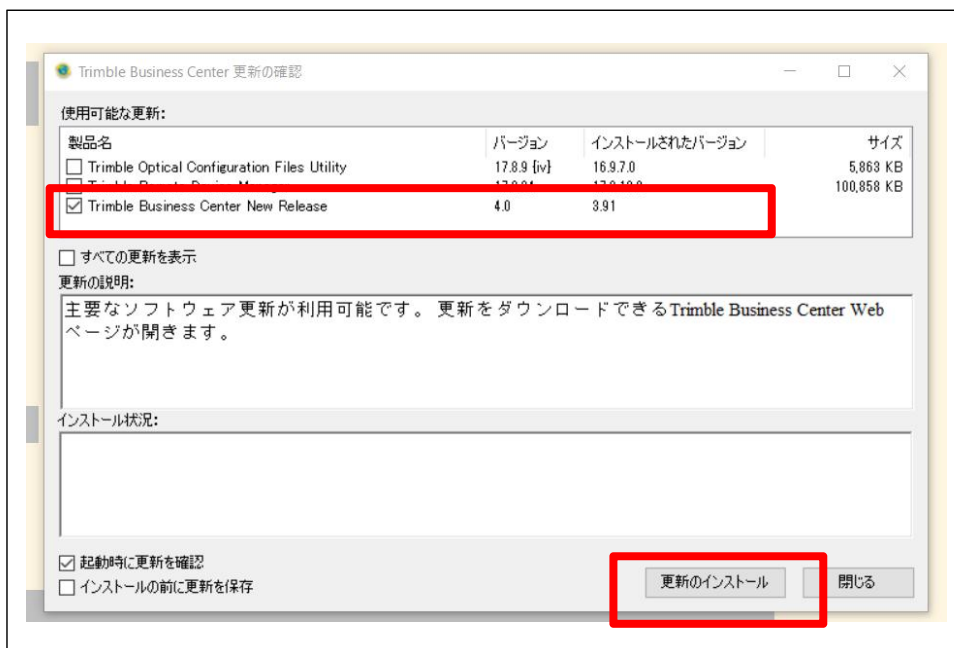 Trimble Business Center 更新の確認
使用可能な更新:
製品名 バージョン インストールされたバージョン サイズ
Trimble Optical Configuration Files Utility 17.8.9 {iv} 16.9.7.0 5,863 KB
100,858 KB
Trimble Business Center New Release 4.0 3.91
すべての更新を表示
更新の説明:
主要なソフトウェア更新が利用可能です。 更新をダウンロードできるTrimble Business Center Web
ページが開きます。
インストール状況:
起動時に更新を確認
インストールの前に更新を保存
更新のインストール 閉じる